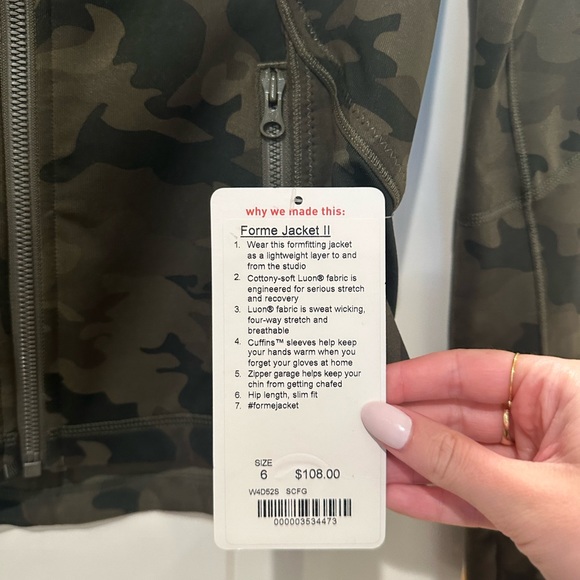 why we made this:
Forme Jacket II
1. Wear this formfitting jacket
as a lightweight layer to and
from the studio
2. Cottony-soft Luon® fabric is
engineered for serious stretch
and recovery
3. Luon® fabric is sweat wicking,
four-way stretch and
breathable
4. Cuffins™ sleeves help keep
your hands warm when you
forget your gloves at home
5. Zipper garage helps keep your
chin from getting chafed
6. Hip length, slim fit
7. #formejacket
SIZE
6 $108.00
W4D52S SCFG
000003534473